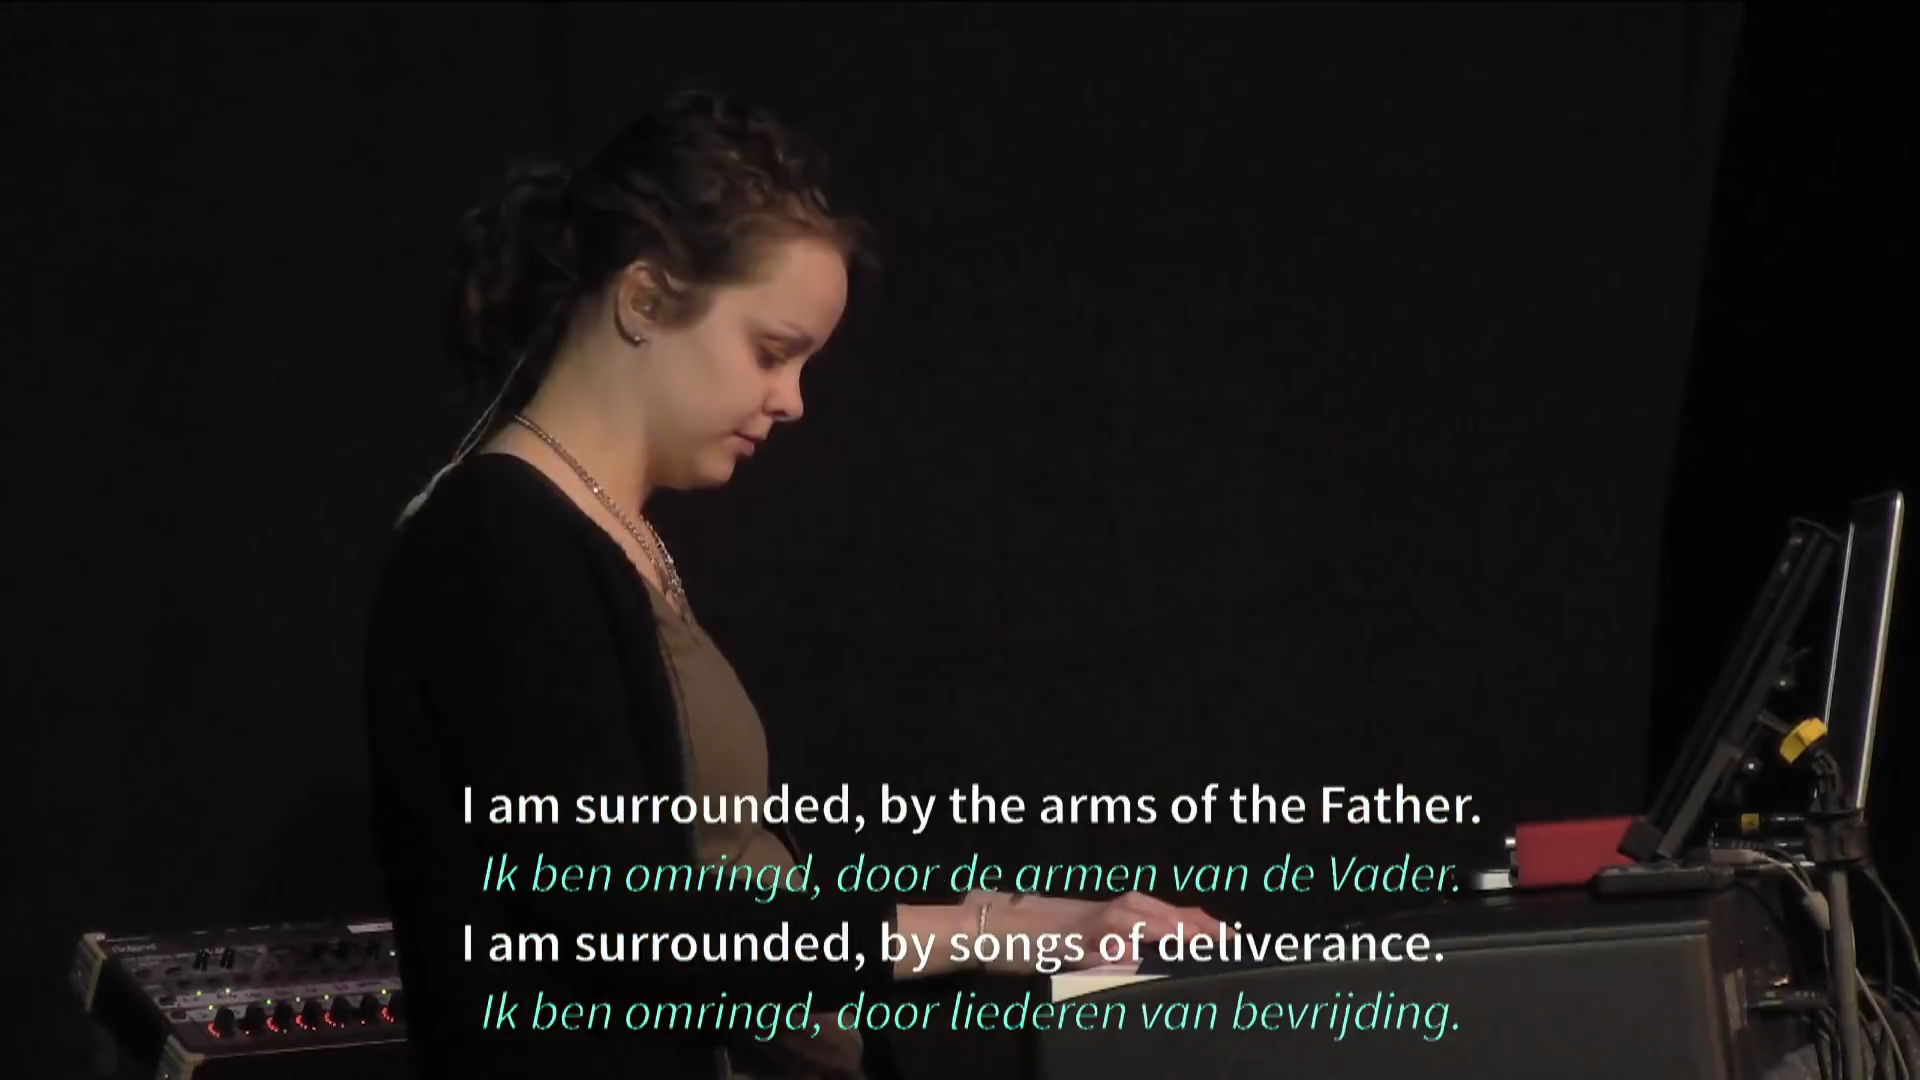 I am surrounded, by the arms of the Father.
Ik ben omringd, door de armen van de Vader.
I am surrounded, by songs of deliverance.
Ik ben omringd, door liederen van bevrijding.